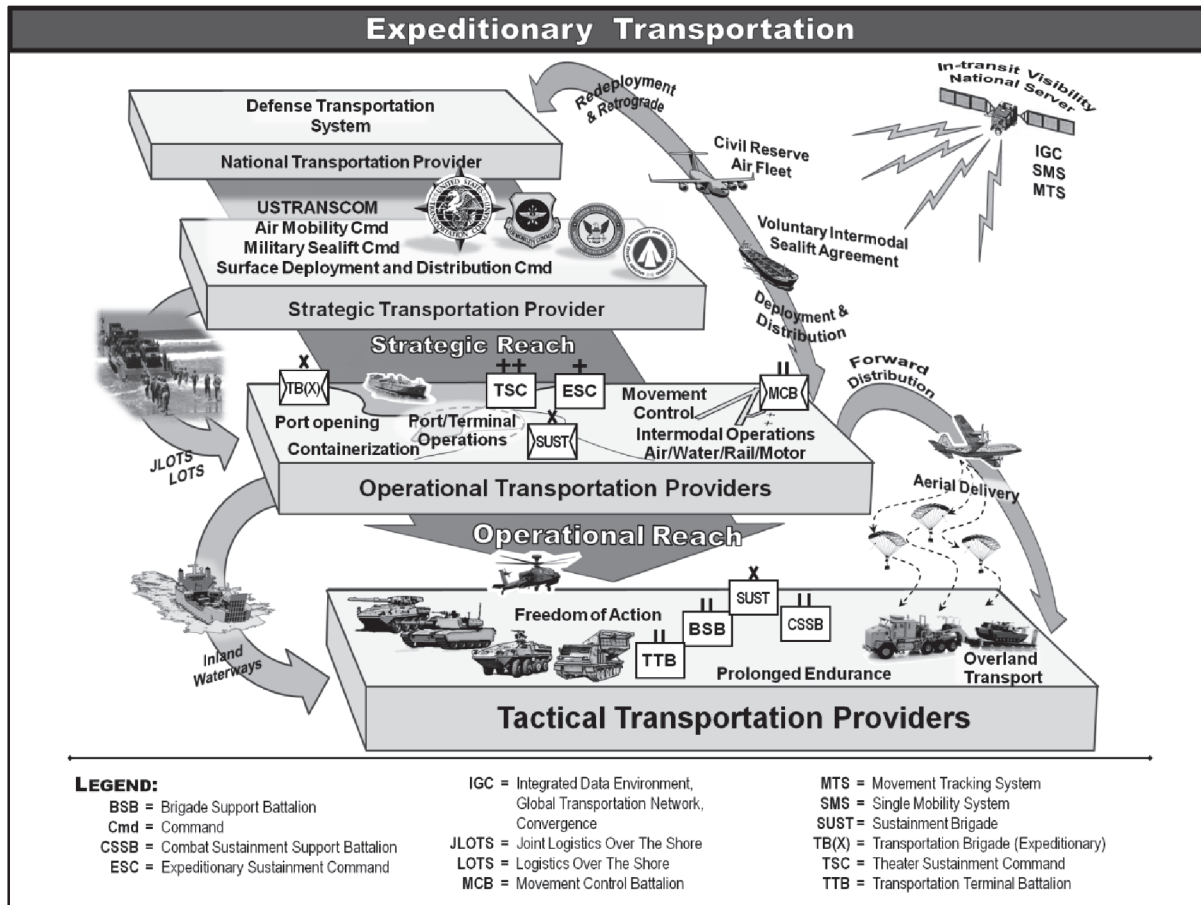 Expeditionary Transportation
Defense Transportation
System
National Transportation Provider
USTRANSCOM
Air Mobility Cmd
Military Sealift Cmd
Surface Deployment and Distribution Cmd
Strategic Transportation Provider
Strategic Reach
Redeployment
& Retrograde
Civil Reserve
Air Fleet
Voluntary Intermodal
Sealift Agreement
Deployment &
Distribution
In-transit Visibility
National Server
IGC
SMS
MTS
JLOTS
LOTS
X
TB(X)
Port opening
Containerization
Port/Terminal
Operations
++
TSC
+
ESC
X
SUST
Movement
Control
II
MCB
Intermodal Operations
Air/Water/Rail/Motor
Operational Transportation Providers
Operational Reach
Forward
Distribution
Aerial Delivery
Inland
Waterways
Freedom of Action
II
TTB
II
BSB
X
SUST
II
CSSB
Prolonged Endurance
Overland
Transport
Tactical Transportation Providers
LEGEND:
BSB = Brigade Support Battalion
Cmd = Command
CSSB = Combat Sustainment Support Battalion
ESC = Expeditionary Sustainment Command
IGC = Integrated Data Environment,
Global Transportation Network,
Convergence
JLOTS = Joint Logistics Over The Shore
LOTS = Logistics Over The Shore
MCB = Movement Control Battalion
MTS = Movement Tracking System
SMS = Single Mobility System
SUST = Sustainment Brigade
TB(X) = Transportation Brigade (Expeditionary)
TSC = Theater Sustainment Command
TTB = Transportation Terminal Battalion